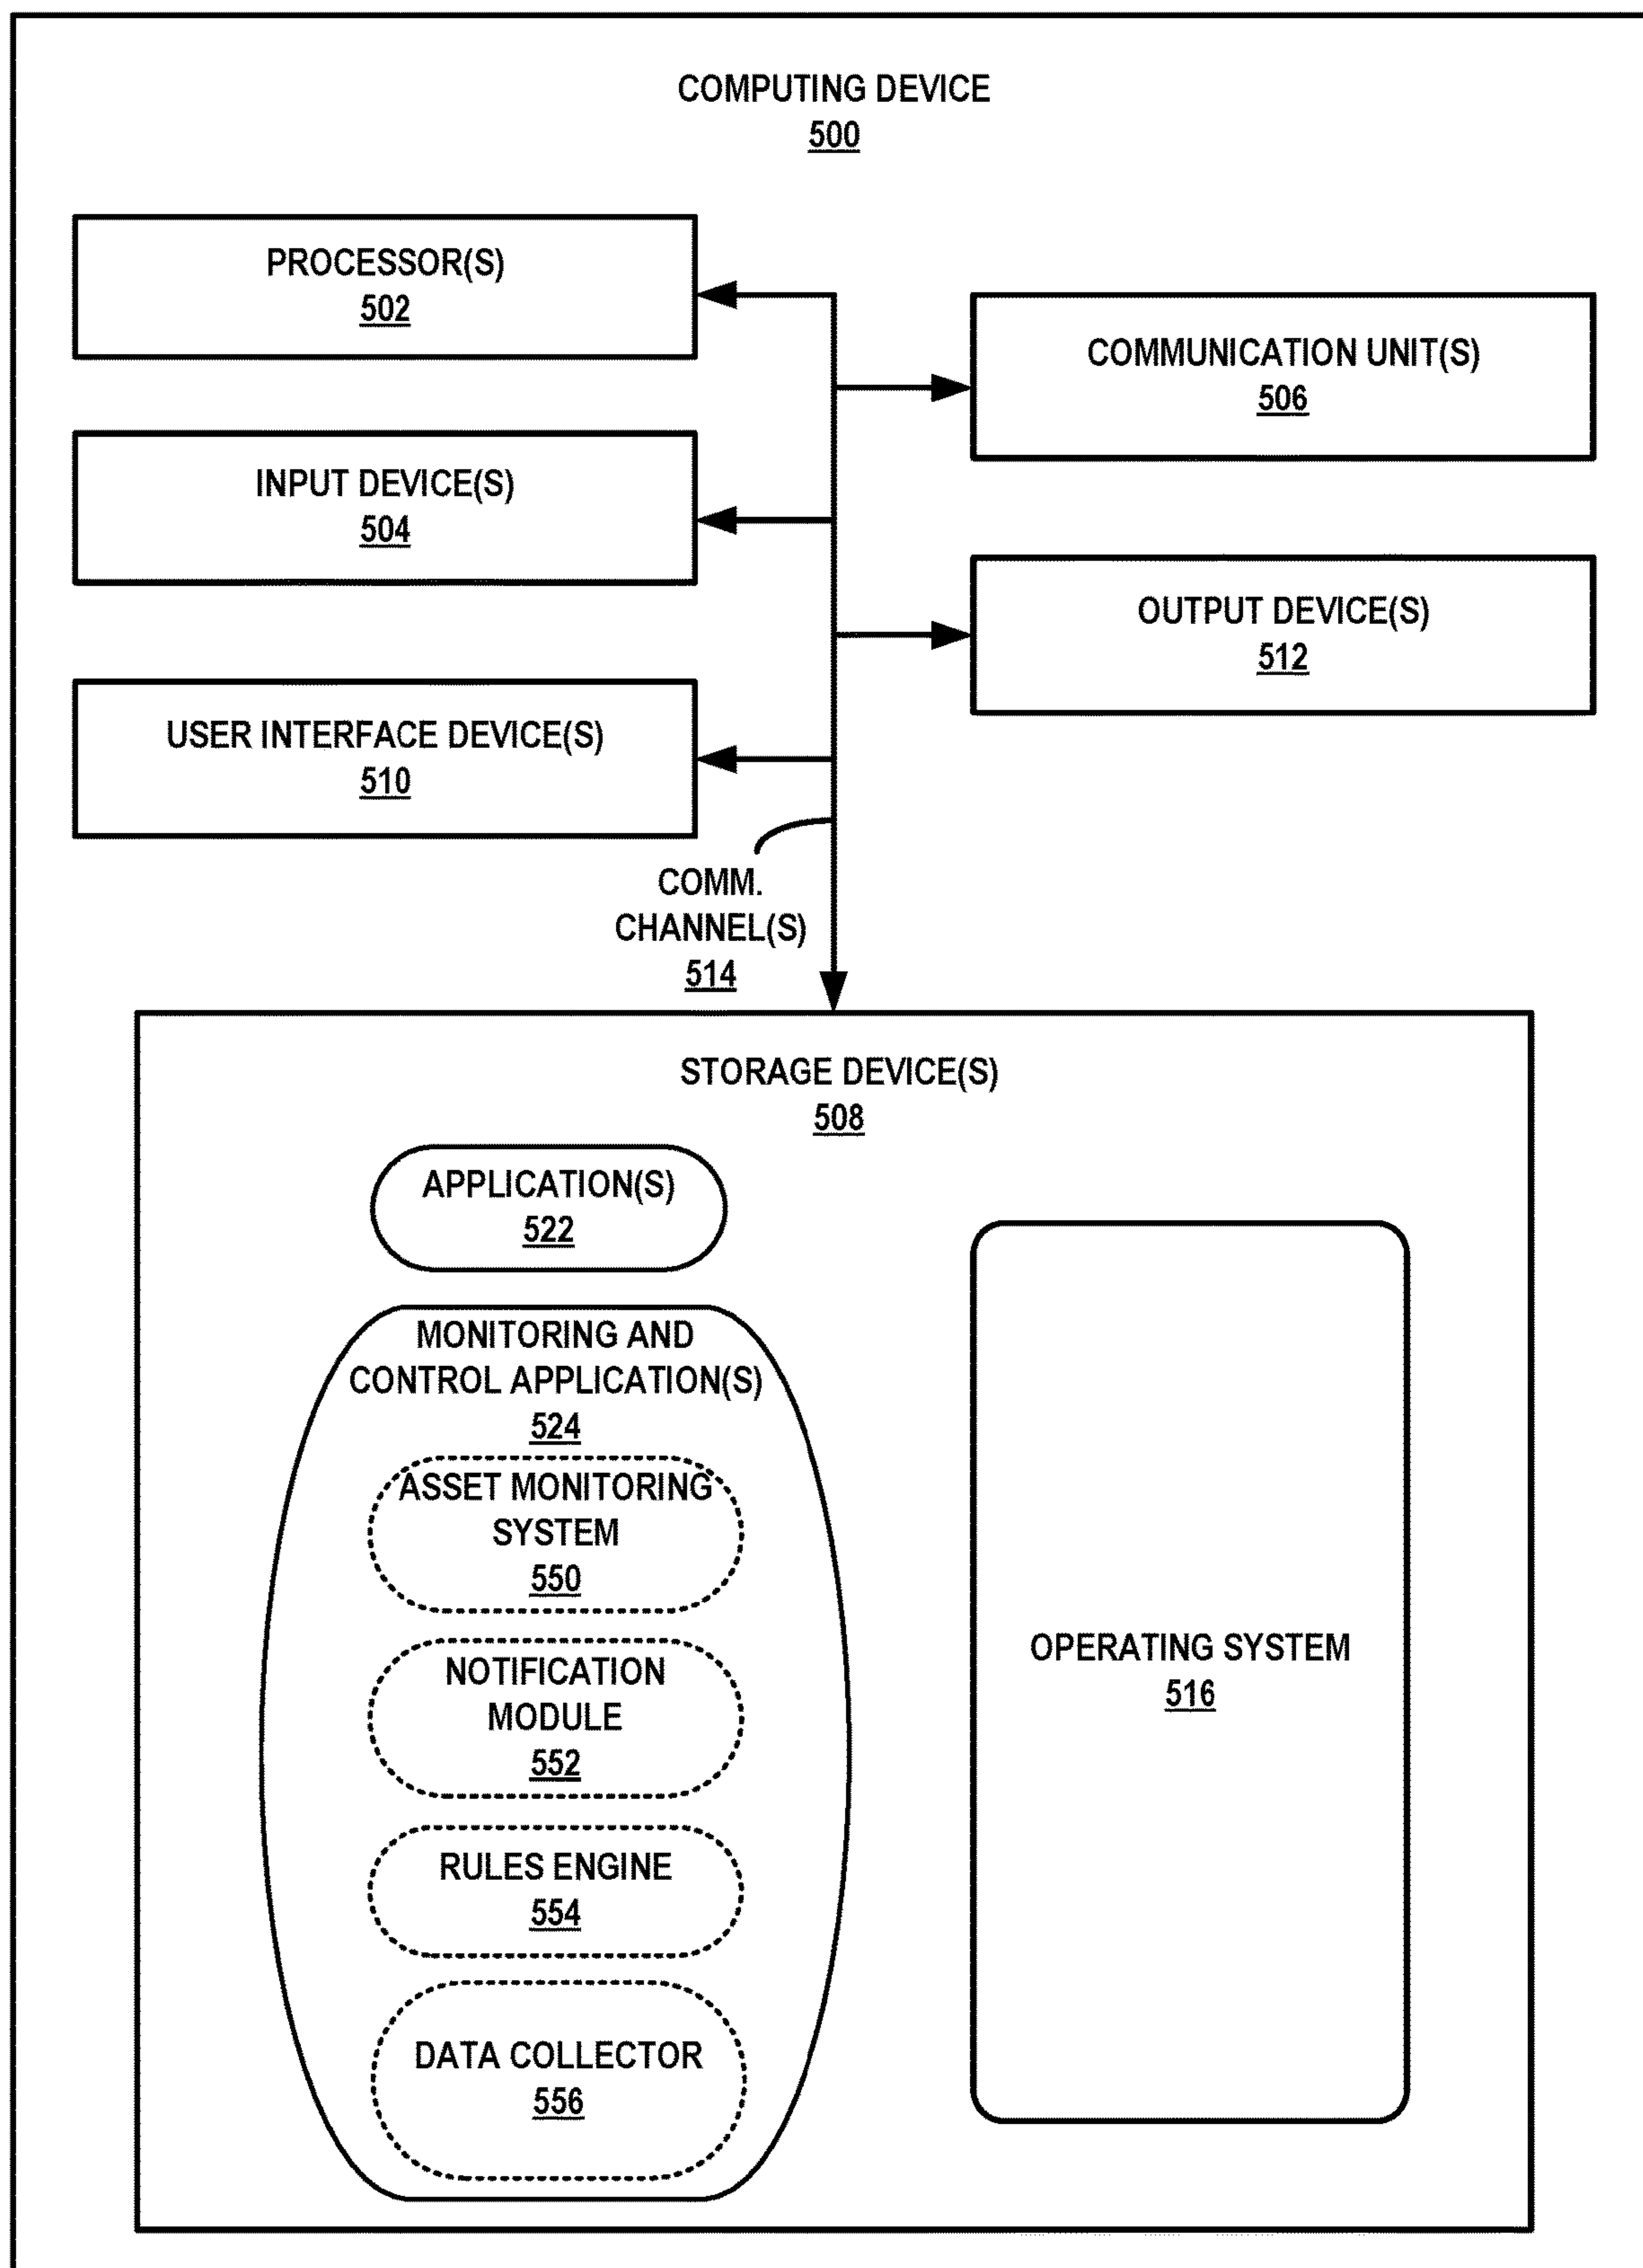 COMPUTING DEVICE
500
PROCESSOR(S)
502
COMMUNICATION UNIT(S)
506
INPUT DEVICE(S)
504
OUTPUT DEVICE(S)
512
USER INTERFACE DEVICE(S)
510
COMM.
CHANNEL(S)
514
STORAGE DEVICE(S)
508
APPLICATION(S)
522
MONITORING AND
CONTROL APPLICATION(S)
524
ASSET MONITORING
SYSTEM
550
NOTIFICATION
MODULE
552
RULES ENGINE
554
DATA COLLECTOR
556
OPERATING SYSTEM
516